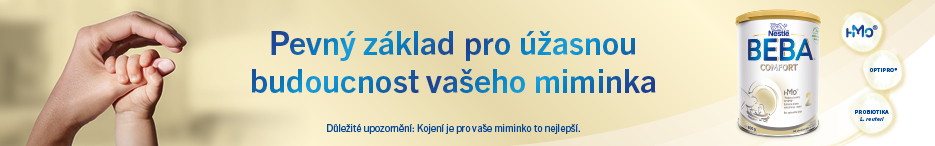 Pevný základ pro úžasnou
budoucnost vašeho miminka
Důležité upozornění: Kojení je pro vaše miminko to nejlepší.
Nestlé
BEBA
COMFORT
HMO
HMO®
OPTIPRO®
PROBIOTIKA
L. reuteri